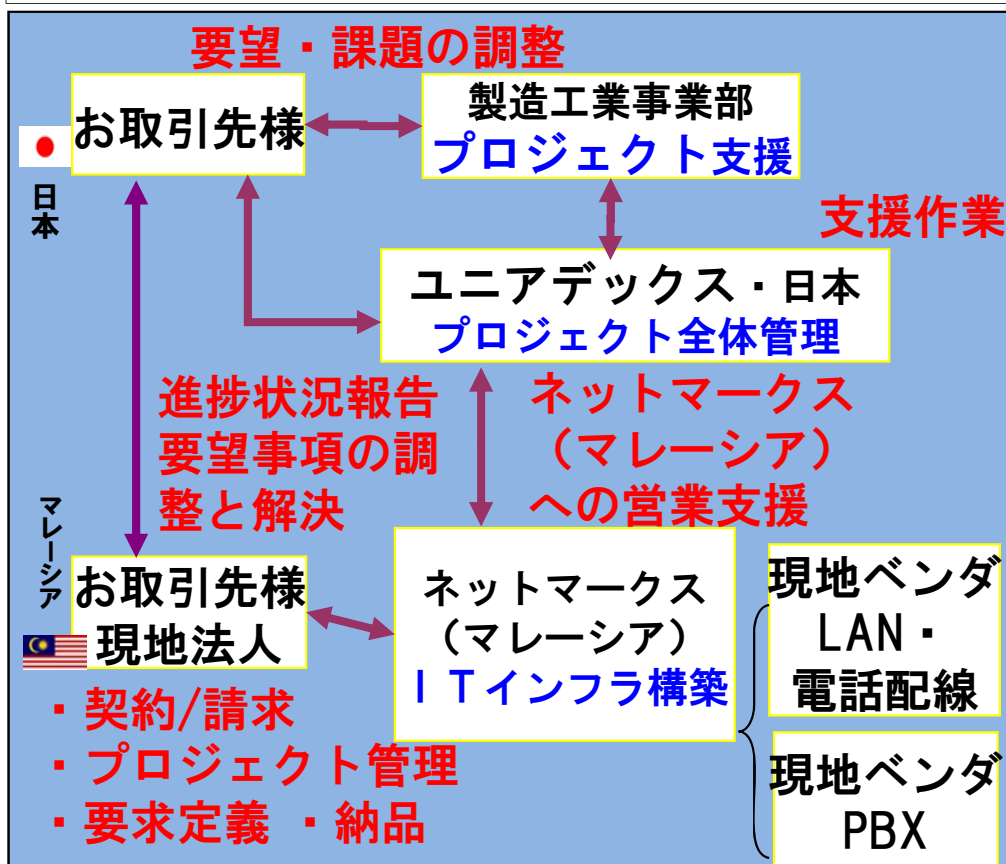 要望・課題の調整
お取引先様
製造工業事業部
プロジェクト支援
日本
支援作業
ユニアデックス・日本
プロジェクト全体管理
進捗状況報告
要望事項の調
整と解決
ネットマークス
(マレーシア)
への営業支援
マレーシア
お取引先様
現地法人
ネットマークス
(マレーシア)
ITインフラ構築
現地ベンダ
LAN・
電話配線
・契約/請求
・プロジェクト管理
・要求定義 ・納品
現地ベンダ
PBX